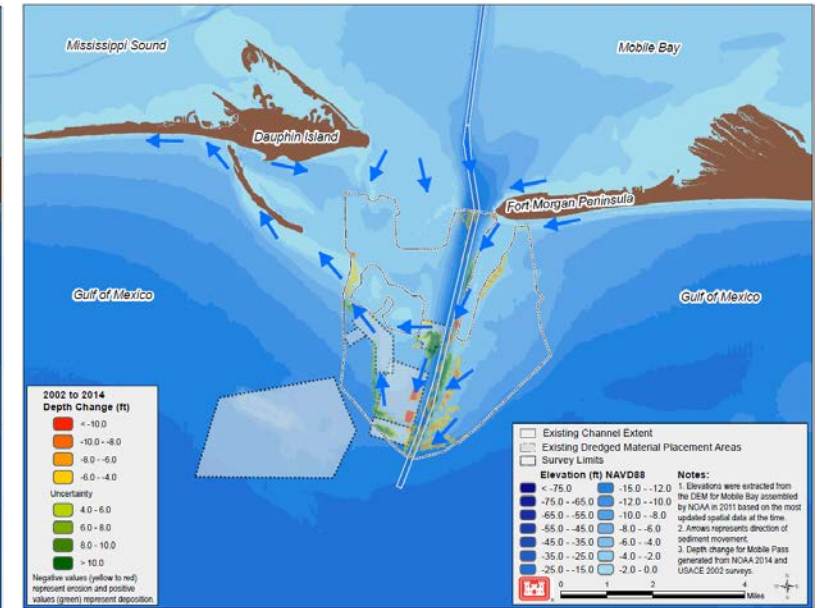 Mississippi Sound
Mobile Bay
Dauphin Island
Fort Morgan Peninsula
Gulf of Mexico
Gulf of Mexico
2002 to 2014
Depth Change (ft)
< -10.0
-10.0 - -8.0
-8.0 - -6.0
-6.0 - -4.0
Uncertainty
4.0 - 6.0
6.0 - 8.0
8.0 - 10.0
> 10.0
Negative values (yellow to red)
represent erosion and positive
values (green) represent deposition.
Existing Channel Extent
Existing Dredged Material Placement Areas
Survey Limits
Elevation (ft) NAVD88
< -75.0
-75.0 - -65.0
-65.0 - -55.0
-55.0 - -45.0
-45.0 - -35.0
-35.0 - -25.0
-25.0 - -15.0
-15.0 - -12.0
-12.0 - -10.0
-10.0 - -8.0
-8.0 - -6.0
-6.0 - -4.0
-4.0 - -2.0
-2.0 - 0.0
Notes:
1. Elevations were extracted from
the DEM for Mobile Bay assembled
by NOAA in 2011 based on the most
updated spatial data at the time.
2. Arrows represents direction of
sediment movement.
3. Depth change for Mobile Pass
generated from NOAA 2014 and
USACE 2002 surveys.
0 1 2 4
Miles